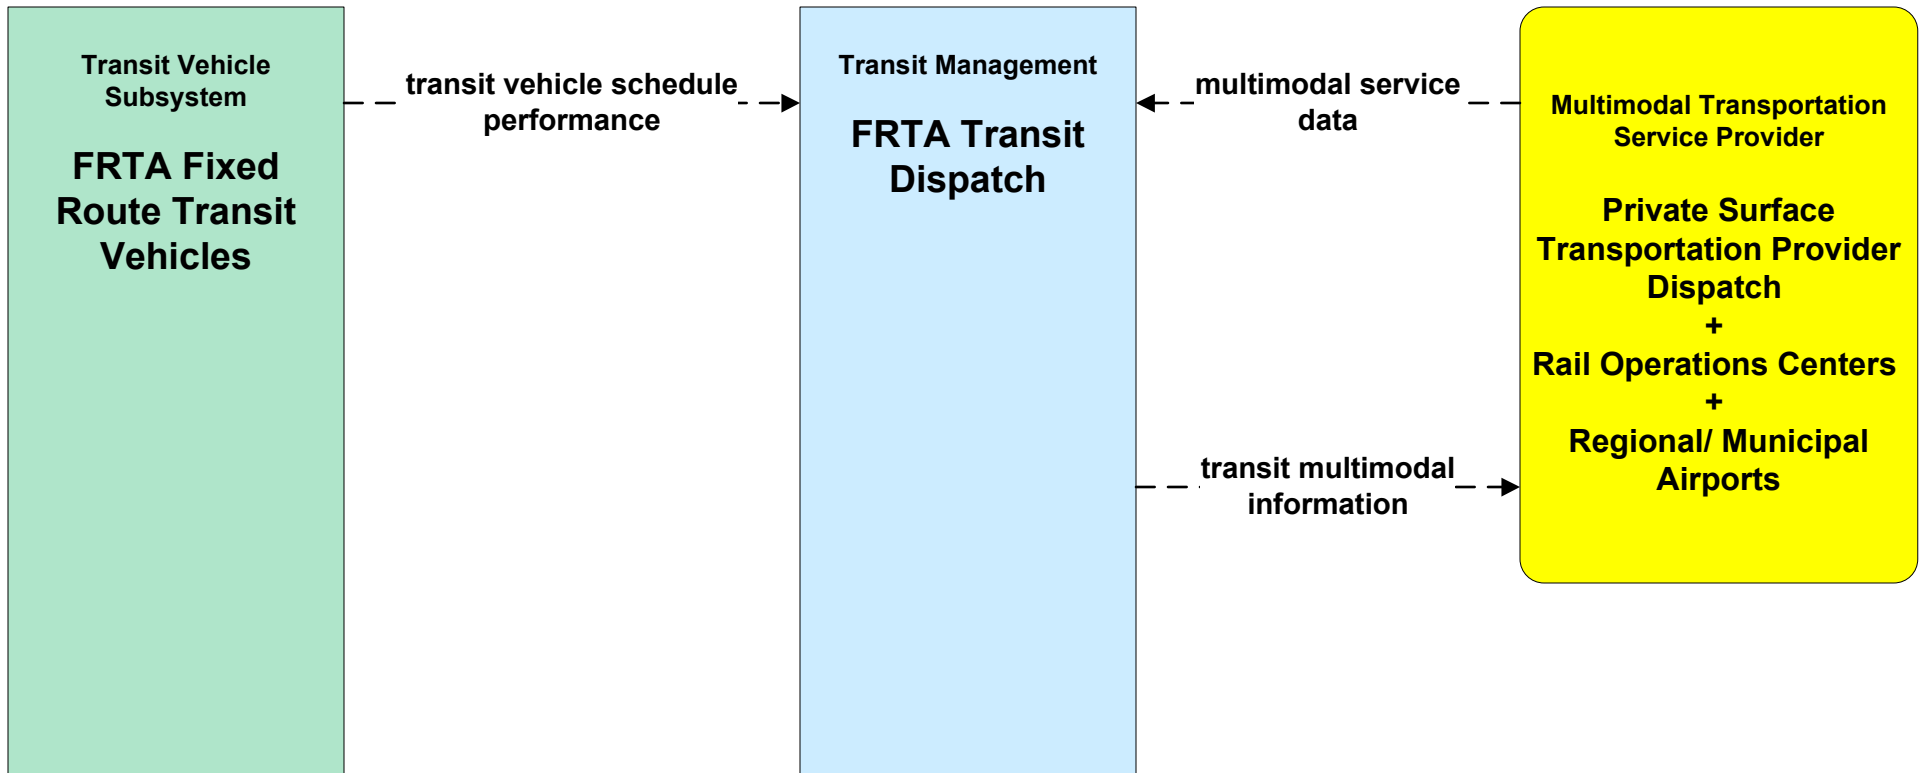 Transit Vehicle
Subsystem
FRTA Fixed
Route Transit
Vehicles
transit vehicle schedule
performance
Transit Management
FRTA Transit
Dispatch
multimodal service
data
transit multimodal
information
Multimodal Transportation
Service Provider
Private Surface
Transportation Provider
Dispatch
+
Rail Operations Centers
+
Regional/ Municipal
Airports